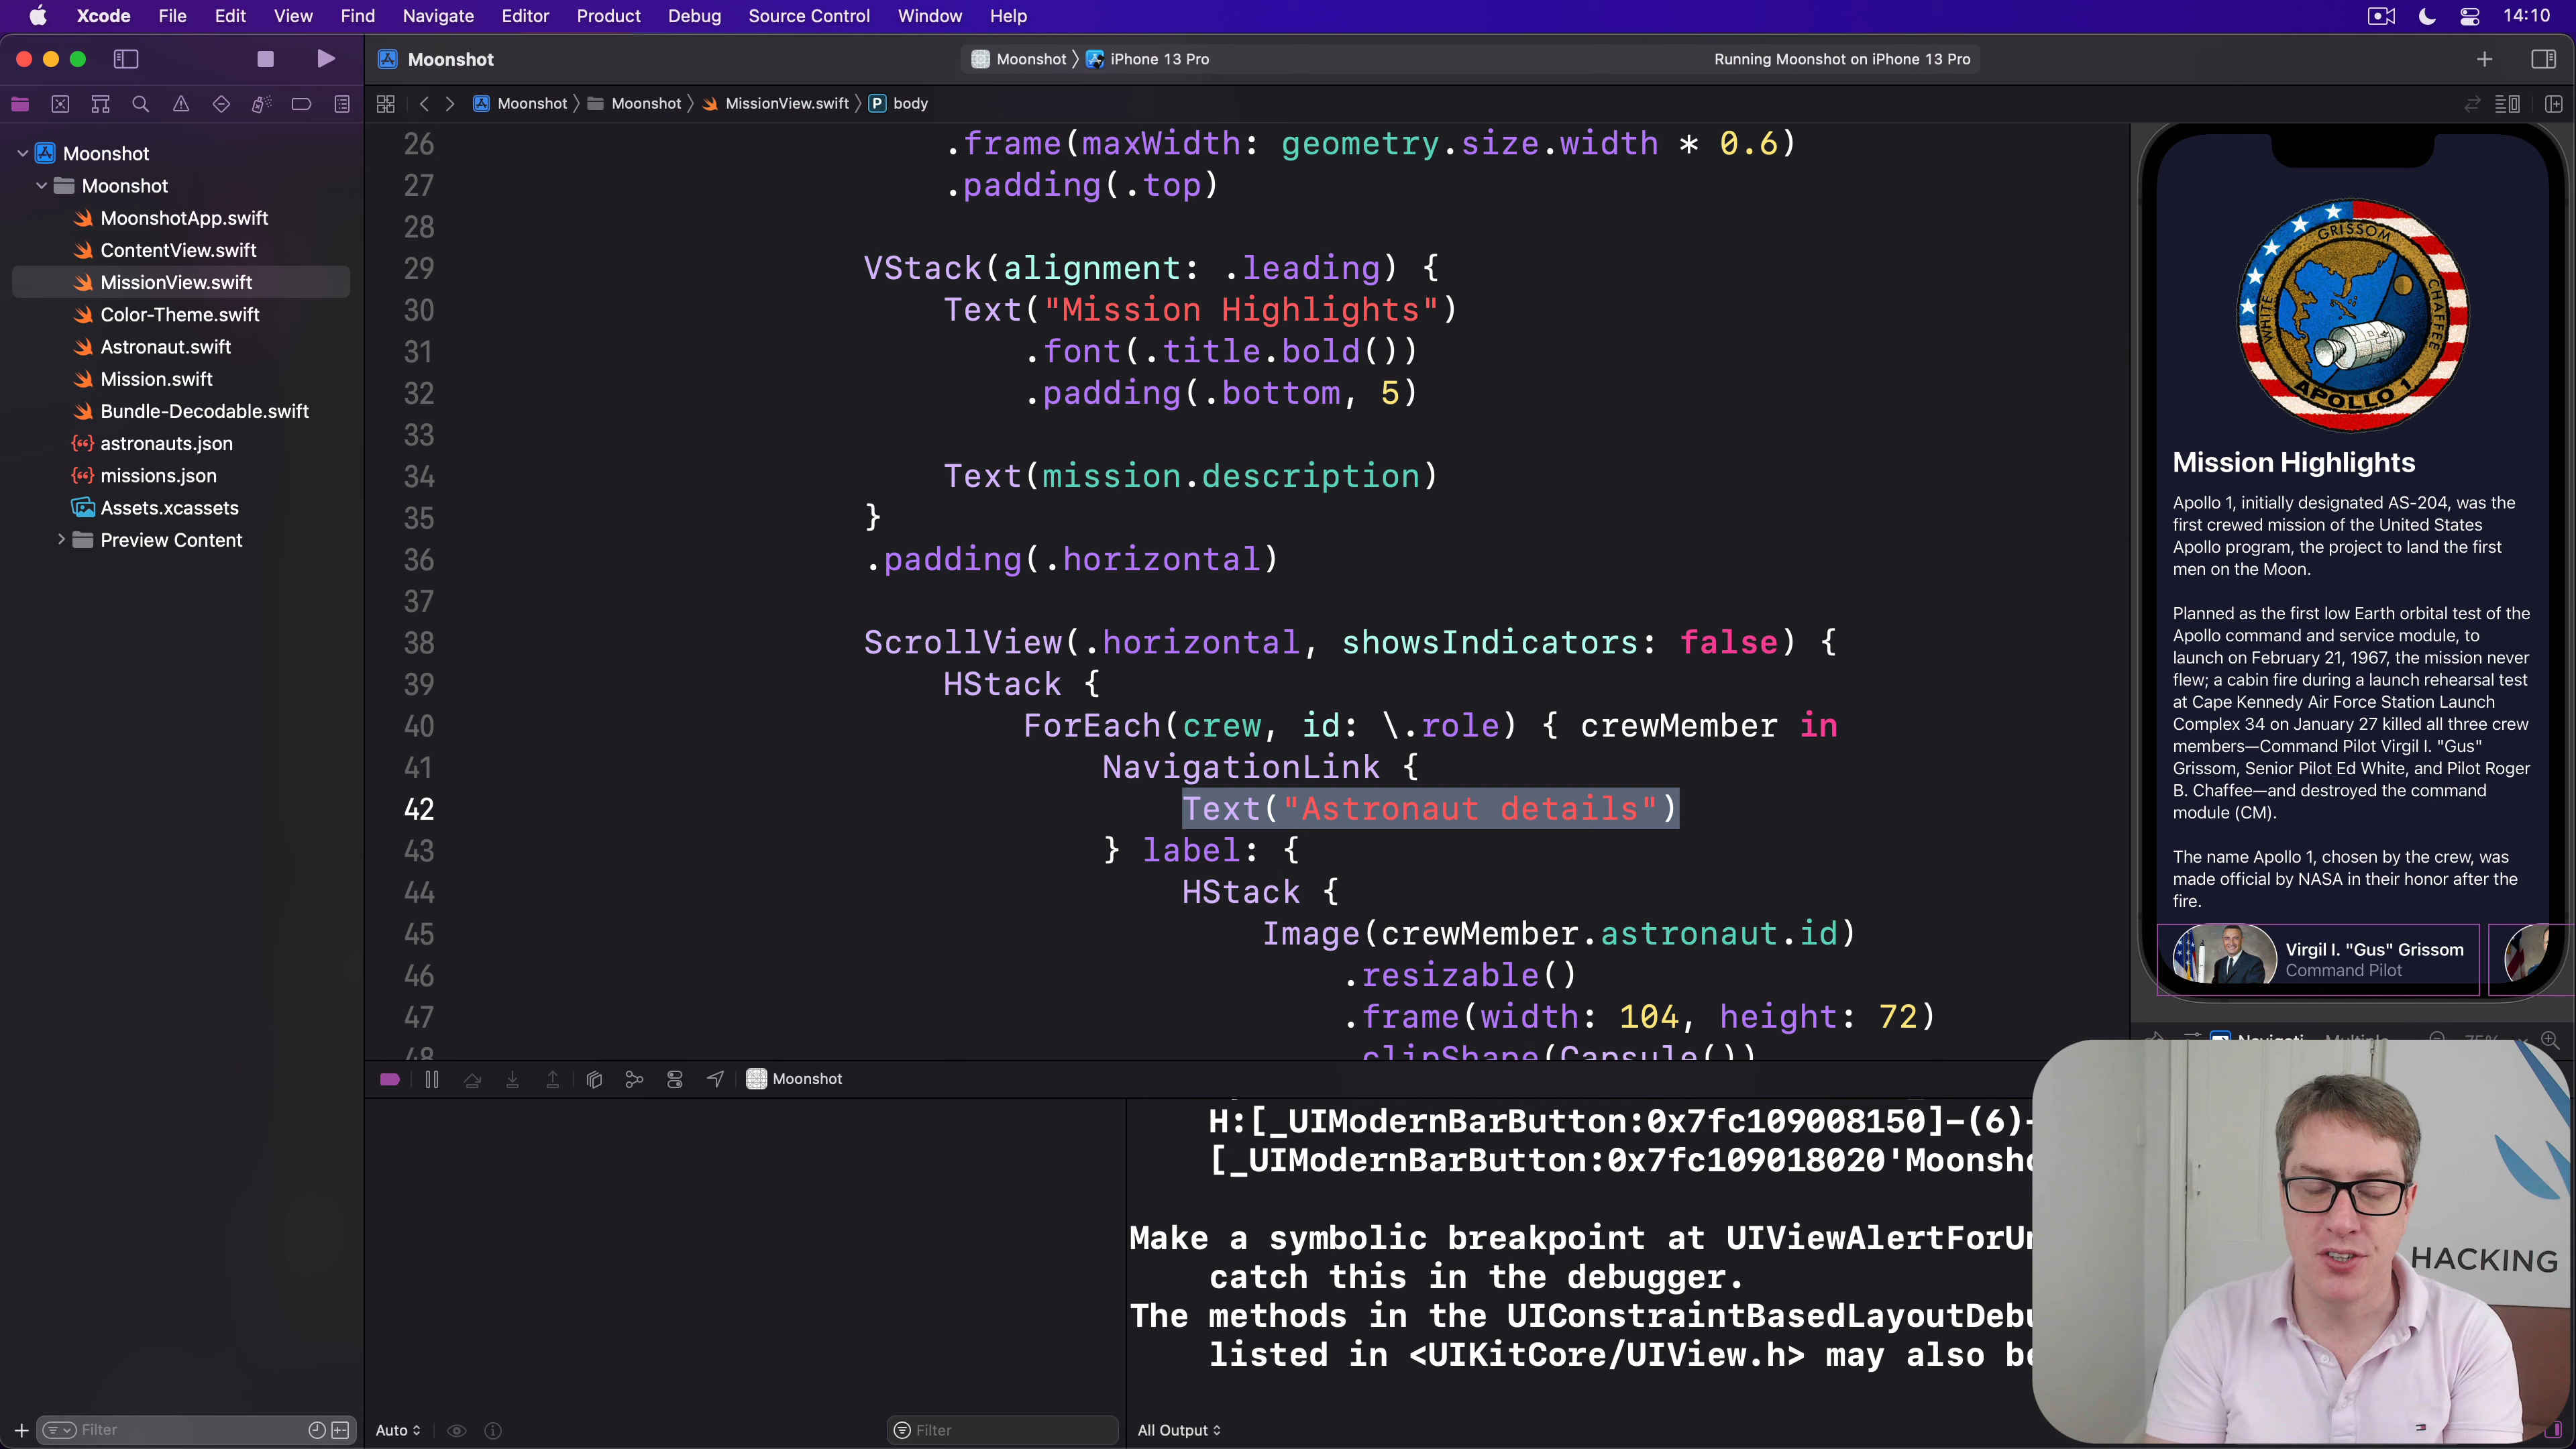 Xcode File Edit View Find Navigate Editor Product Debug Source Control Window Help 14:10
Moonshot Moonshot iPhone 13 Pro Running Moonshot on iPhone 13 Pro
Moonshot Moonshot MissionView.swift P body
Moonshot
Moonshot
MoonshotApp.swift
ContentView.swift
MissionView.swift
Color-Theme.swift
Astronaut.swift
Mission.swift
Bundle-Decodable.swift
astronauts.json
missions.json
Assets.xcassets
Preview Content
Filter
26 .frame(maxWidth: geometry.size.width * 0.6)
27 .padding(.top)
28
29 VStack(alignment: .leading) {
30 Text("Mission Highlights")
31 .font(.title.bold())
32 .padding(.bottom, 5)
33
34 Text(mission.description)
35 }
36 .padding(.horizontal)
37
38 ScrollView(.horizontal, showsIndicators: false) {
39 HStack {
40 ForEach(crew, id: \.role) { crewMember in
41 NavigationLink {
42 Text("Astronaut details")
43 } label: {
44 HStack {
45 Image(crewMember.astronaut.id)
46 .resizable()
47 .frame(width: 104, height: 72)
48 .clipShape(Capsule())
GRISSOM
WHITE
CHAFFEE
APOLLO 1
Mission Highlights
Apollo 1, initially designated AS-204, was the
first crewed mission of the United States
Apollo program, the project to land the first
men on the Moon.
Planned as the first low Earth orbital test of the
Apollo command and service module, to
launch on February 21, 1967, the mission never
flew; a cabin fire during a launch rehearsal test
at Cape Kennedy Air Force Station Launch
Complex 34 on January 27 killed all three crew
members—Command Pilot Virgil I. "Gus"
Grissom, Senior Pilot Ed White, and Pilot Roger
B. Chaffee—and destroyed the command
module (CM).
The name Apollo 1, chosen by the crew, was
made official by NASA in their honor after the
fire.
Virgil I. "Gus" Grissom
Command Pilot
Moonshot
H:[_UIModernBarButton:0x7fc109008150]-(6)-
[_UIModernBarButton:0x7fc109018020'Moonsho
Make a symbolic breakpoint at UIViewAlertForUn
catch this in the debugger.
The methods in the UIConstraintBasedLayoutDebu
listed in <UIKitCore/UIView.h> may also be
Auto Filter All Output
HACKING